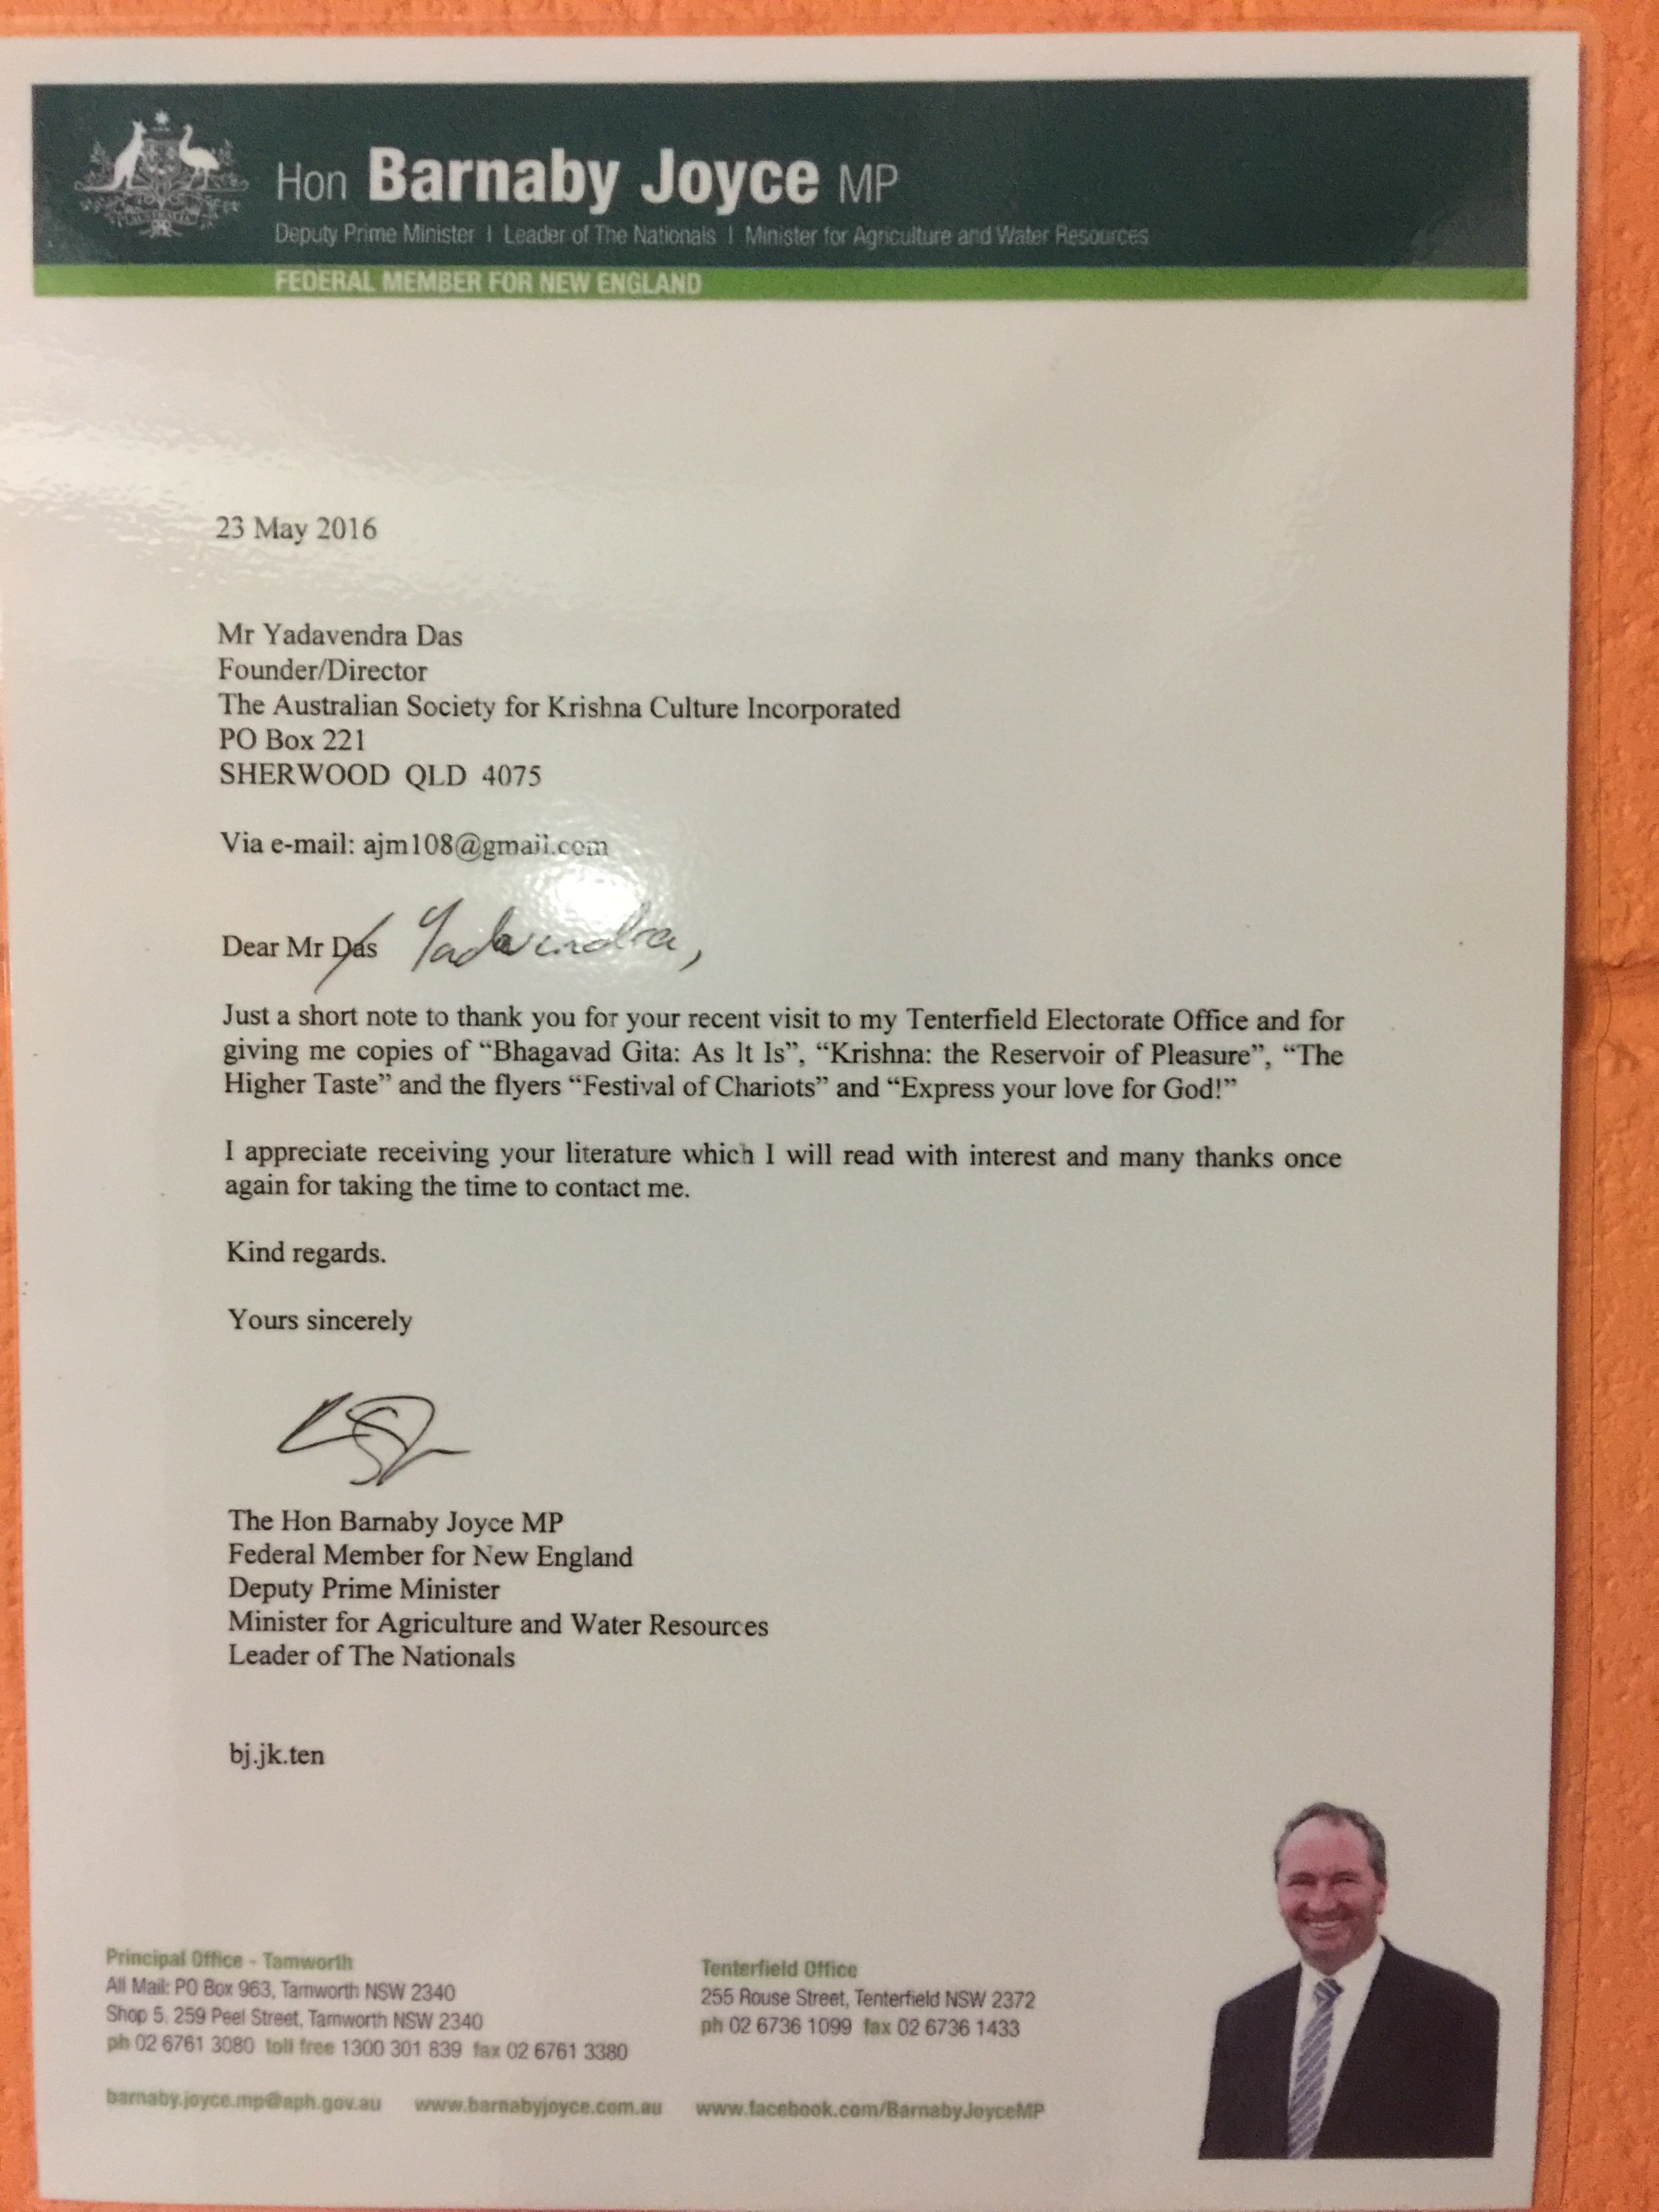 Hon Barnaby Joyce MP
Deputy Prime Minister | Leader of The Nationals | Minister for Agriculture and Water Resources
FEDERAL MEMBER FOR NEW ENGLAND
AUSTRALIA
23 May 2016
Mr Yadavendra Das
Founder/Director
The Australian Society for Krishna Culture Incorporated
PO Box 221
SHERWOOD QLD 4075
Via e-mail: ajm108@gmail.com
Dear Mr Das Yadavendra,
Just a short note to thank you for your recent visit to my Tenterfield Electorate Office and for
giving me copies of “Bhagavad Gita: As It Is”, “Krishna: the Reservoir of Pleasure”, “The
Higher Taste” and the flyers “Festival of Chariots” and “Express your love for God!”
I appreciate receiving your literature which I will read with interest and many thanks once
again for taking the time to contact me.
Kind regards.
Yours sincerely
The Hon Barnaby Joyce MP
Federal Member for New England
Deputy Prime Minister
Minister for Agriculture and Water Resources
Leader of The Nationals
bj.jk.ten
Principal Office - Tamworth
All Mail: PO Box 963, Tamworth NSW 2340
Shop 5, 259 Peel Street, Tamworth NSW 2340
ph 02 6761 3080 toll free 1300 301 839 fax 02 6761 3380
Tenterfield Office
255 Rouse Street, Tenterfield NSW 2372
ph 02 6736 1099 fax 02 6736 1433
barnaby.joyce.mp@aph.gov.au www.barnabyjoyce.com.au www.facebook.com/BarnabyJoyceMP